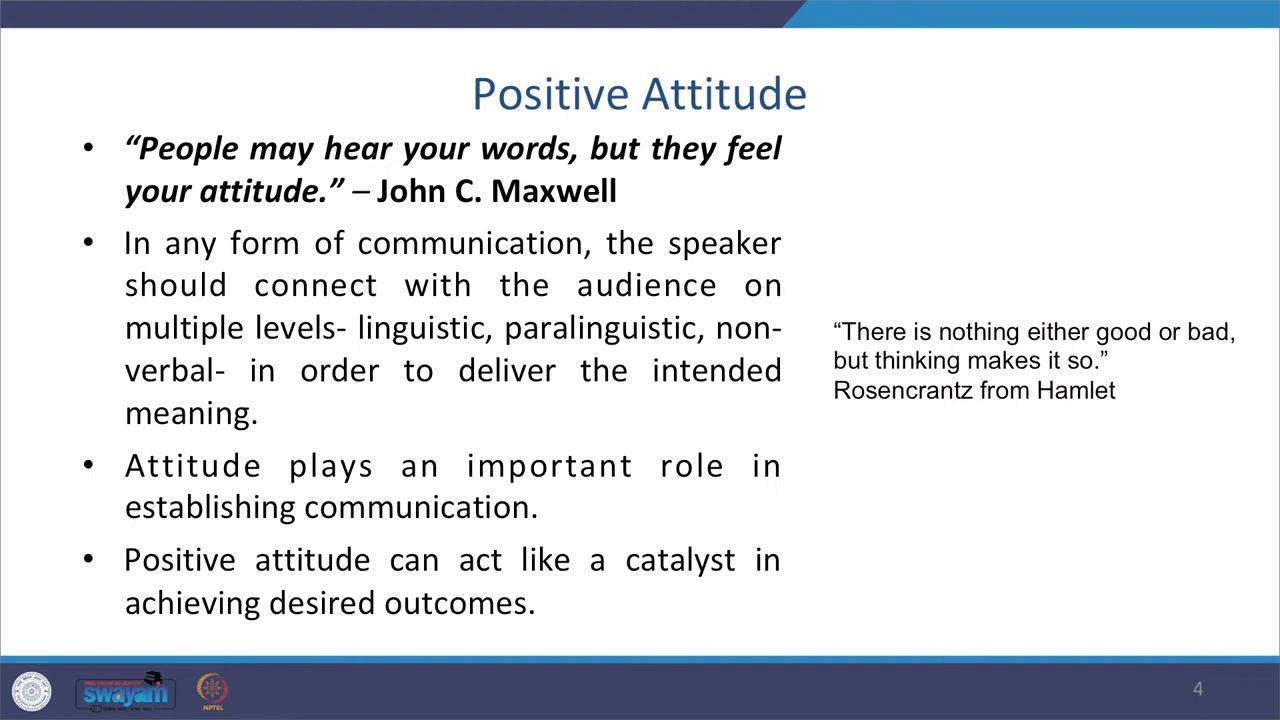 Positive Attitude
• “People may hear your words, but they feel
your attitude.” – John C. Maxwell
• In any form of communication, the speaker
should connect with the audience on
multiple levels- linguistic, paralinguistic, non-
verbal- in order to deliver the intended
meaning.
• Attitude plays an important role in
establishing communication.
• Positive attitude can act like a catalyst in
achieving desired outcomes.
“There is nothing either good or bad,
but thinking makes it so.”
Rosencrantz from Hamlet
swayam
NPTEL
4